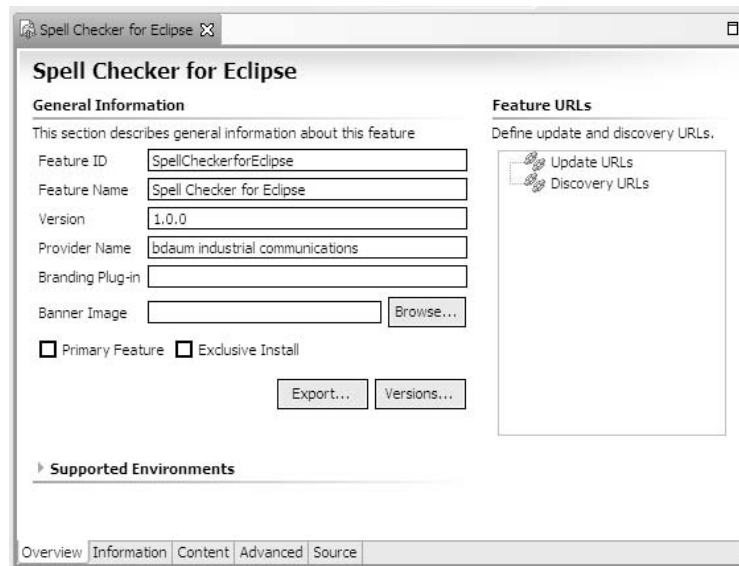 Spell Checker for Eclipse
Spell Checker for Eclipse
General Information
This section describes general information about this feature
Feature ID SpellCheckerforEclipse
Feature Name Spell Checker for Eclipse
Version 1.0.0
Provider Name bdaum industrial communications
Branding Plug-in
Banner Image Browse...
Primary Feature Exclusive Install
Export... Versions...
Supported Environments
Feature URLs
Define update and discovery URLs.
Update URLs
Discovery URLs
Overview Information Content Advanced Source